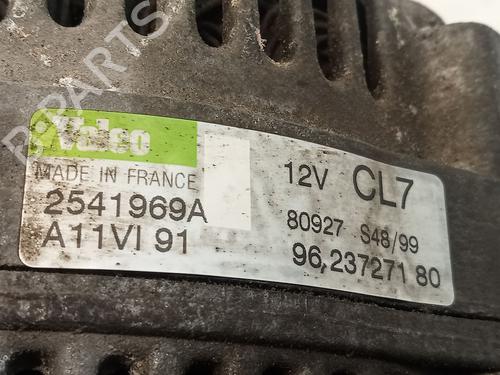 Valeo
MADE IN FRANCE
2541969A
A11VI 91
12V CL7
80927 S48/99
96,237271 80